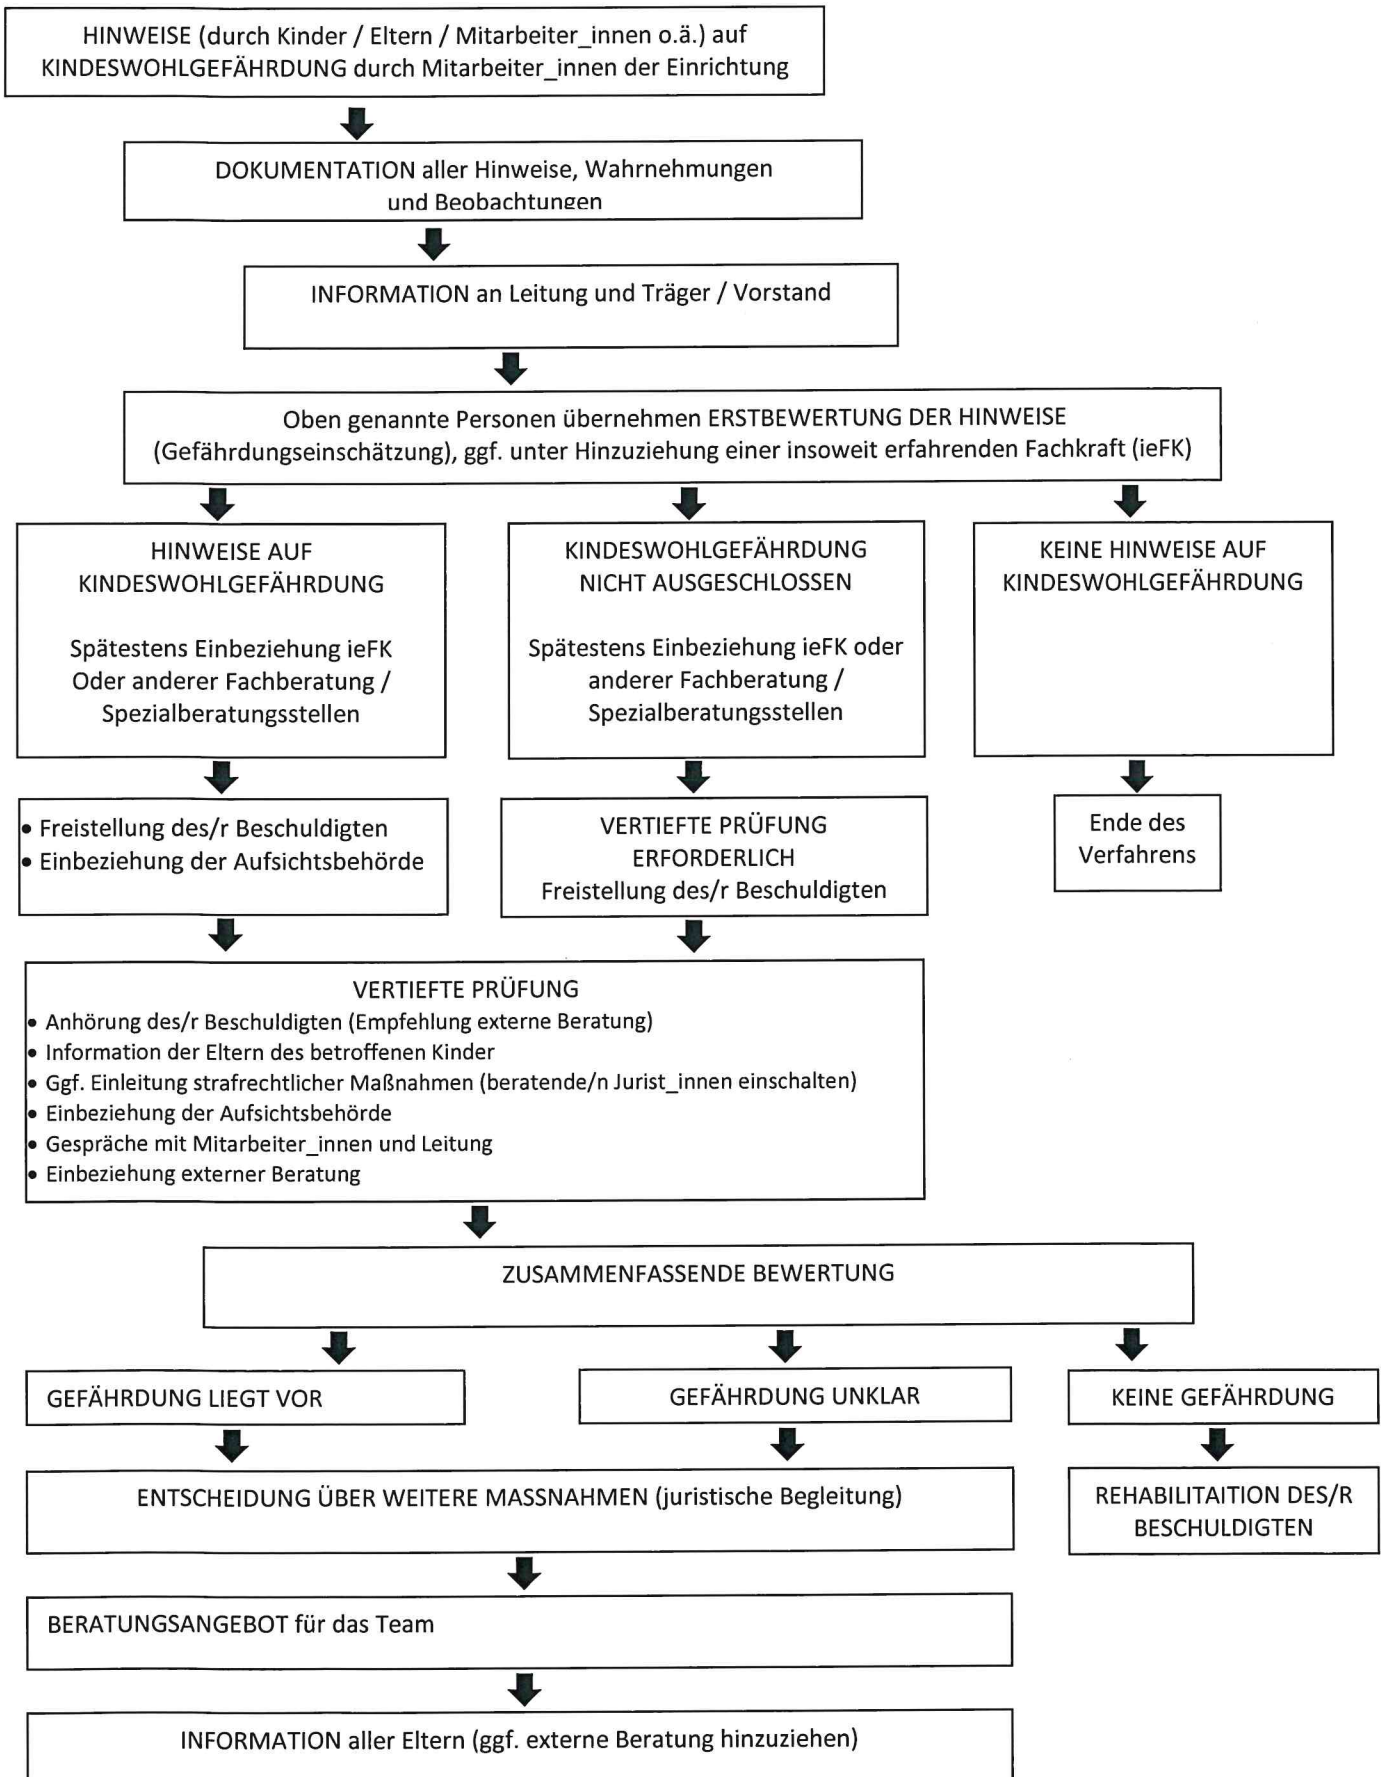 HINWEISE (durch Kinder / Eltern / Mitarbeiter_innen o.ä.) auf
KINDESWOHLGEFÄHRDUNG durch Mitarbeiter_innen der Einrichtung
DOKUMENTATION aller Hinweise, Wahrnehmungen
und Beobachtungen
INFORMATION an Leitung und Träger / Vorstand
Oben genannte Personen übernehmen ERSTBEWERTUNG DER HINWEISE
(Gefährdungseinschätzung), ggf. unter Hinzuziehung einer insoweit erfahrenden Fachkraft (ieFK)
HINWEISE AUF
KINDESWOHLGEFÄHRDUNG
Spätestens Einbeziehung ieFK
Oder anderer Fachberatung /
Spezialberatungsstellen
KINDESWOHLGEFÄHRDUNG
NICHT AUSGESCHLOSSEN
Spätestens Einbeziehung ieFK oder
anderer Fachberatung /
Spezialberatungsstellen
KEINE HINWEISE AUF
KINDESWOHLGEFÄHRDUNG
• Freistellung des/r Beschuldigten
• Einbeziehung der Aufsichtsbehörde
VERTIEFTE PRÜFUNG
ERFORDERLICH
Freistellung des/r Beschuldigten
Ende des
Verfahrens
VERTIEFTE PRÜFUNG
• Anhörung des/r Beschuldigten (Empfehlung externe Beratung)
• Information der Eltern des betroffenen Kinder
• Ggf. Einleitung strafrechtlicher Maßnahmen (beratende/n Jurist_innen einschalten)
• Einbeziehung der Aufsichtsbehörde
• Gespräche mit Mitarbeiter_innen und Leitung
• Einbeziehung externer Beratung
ZUSAMMENFASSENDE BEWERTUNG
GEFÄHRDUNG LIEGT VOR
GEFÄHRDUNG UNKLAR
KEINE GEFÄHRDUNG
ENTSCHEIDUNG ÜBER WEITERE MASSNAHMEN (juristische Begleitung)
REHABILITAITION DES/R
BESCHULDIGTEN
BERATUNGSANGEBOT für das Team
INFORMATION aller Eltern (ggf. externe Beratung hinzuziehen)